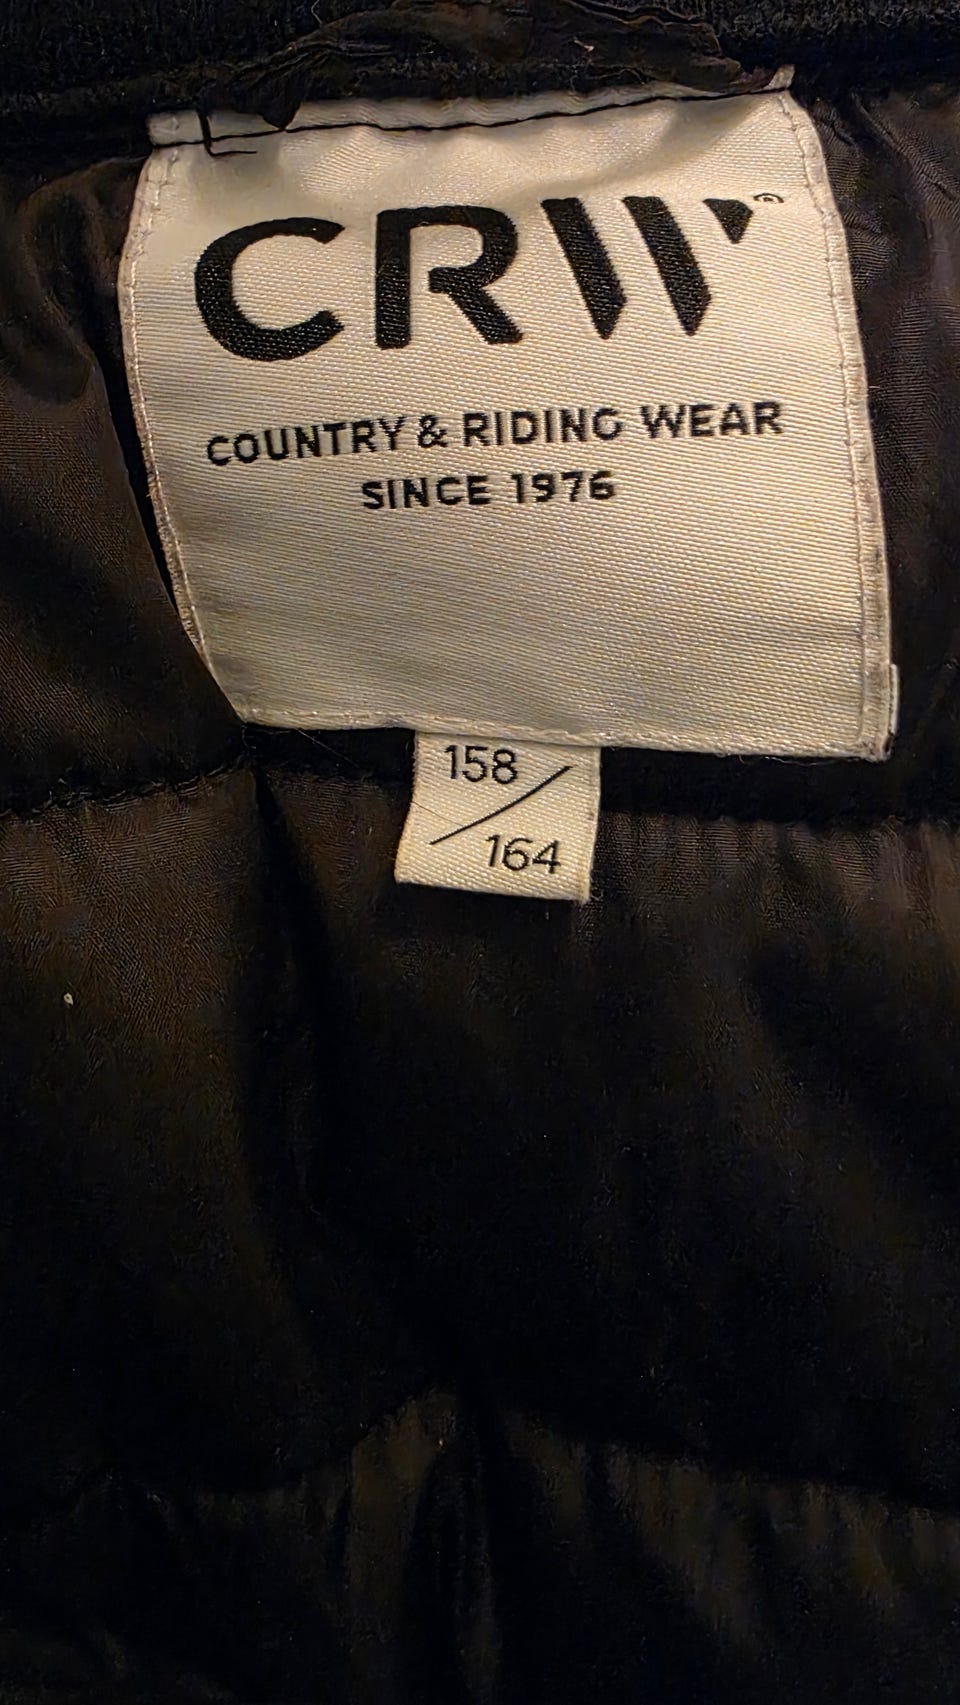 CRW®
COUNTRY & RIDING WEAR
SINCE 1976
158
164